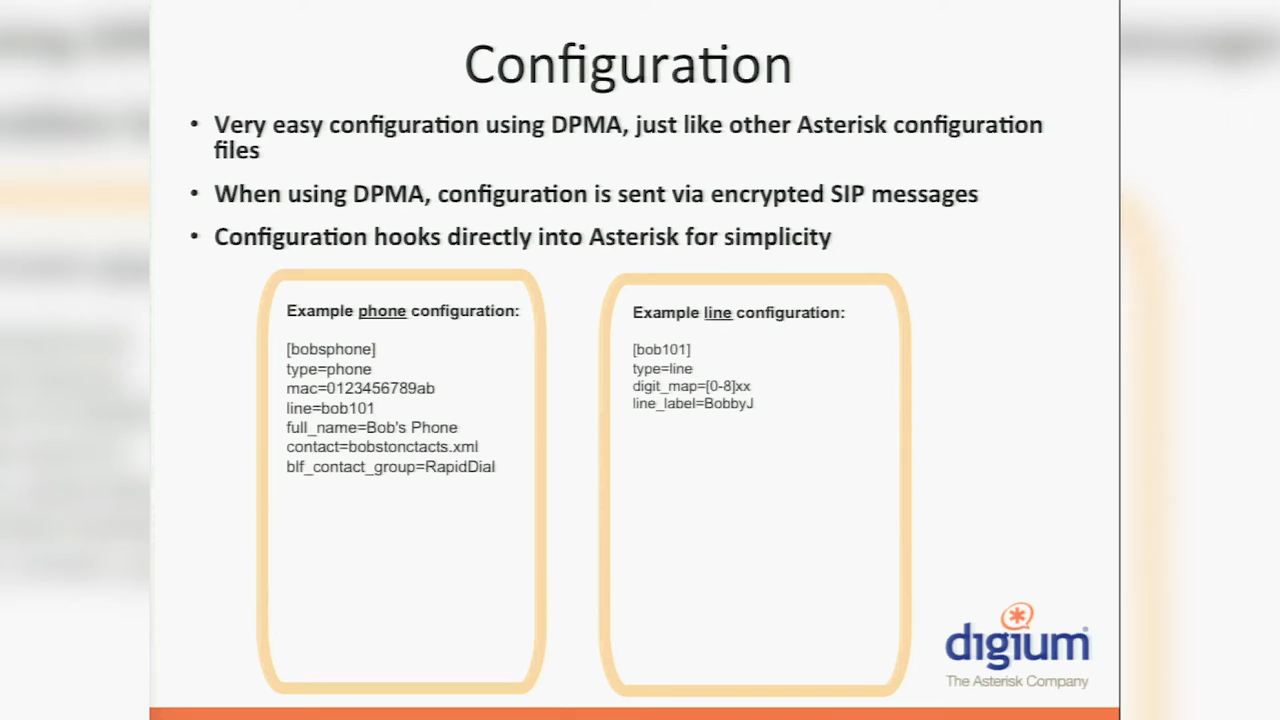 Configuration
• Very easy configuration using DPMA, just like other Asterisk configuration
files
• When using DPMA, configuration is sent via encrypted SIP messages
• Configuration hooks directly into Asterisk for simplicity
Example phone configuration:
[bobsphone]
type=phone
mac=0123456789ab
line=bob101
full_name=Bob's Phone
contact=bobstonctacts.xml
blf_contact_group=RapidDial
Example line configuration:
[bob101]
type=line
digit_map=[0-8]xx
line_label=BobbyJ
digium
The Asterisk Company